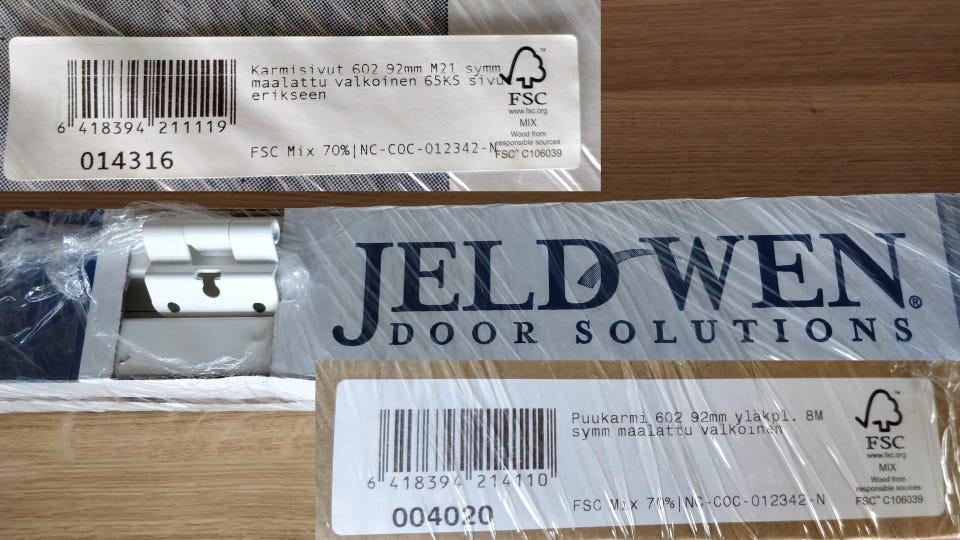 Karmisivut 602 92mm M21 symm
maalattu valkoinen 65KS sivu
erikseen
6 418394 211119
014316
FSC Mix 70%|NC-COC-012342-N
FSC
www.fsc.org
MIX
Wood from
responsible sources
FSC™ C106039
JELD-WEN®
DOOR SOLUTIONS
Puukarmi 602 92mm yläkpl. 8M
symm maalattu valkoinen
6 418394 214110
004020
FSC Mix 70%|NC-COC-012342-N
FSC
www.fsc.org
MIX
Wood from
responsible sources
FSC™ C106039